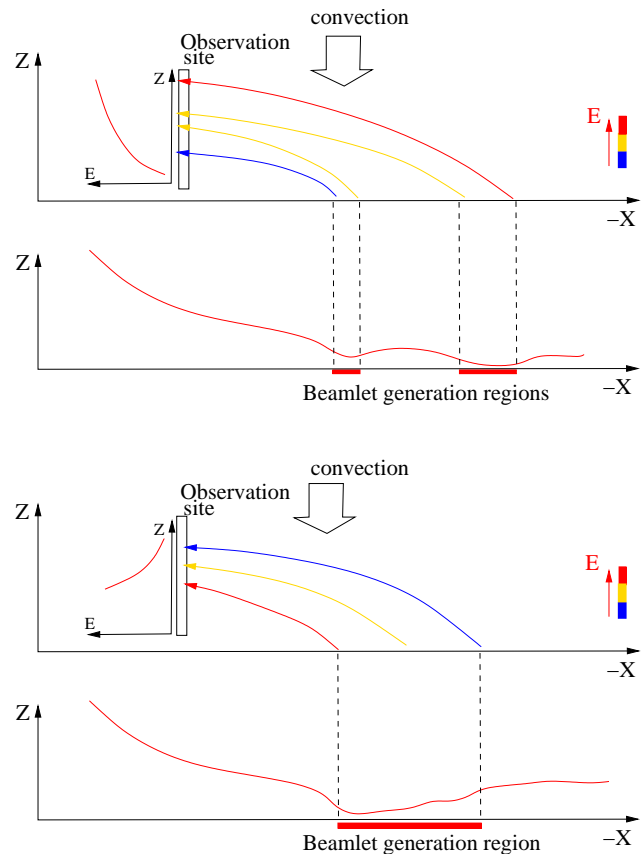 convection
Z
Observation
site
Z
E
E
–X
Z
–X
Beamlet generation regions
convection
Observation
site
Z
Z
E
E
–X
Z
–X
Beamlet generation region